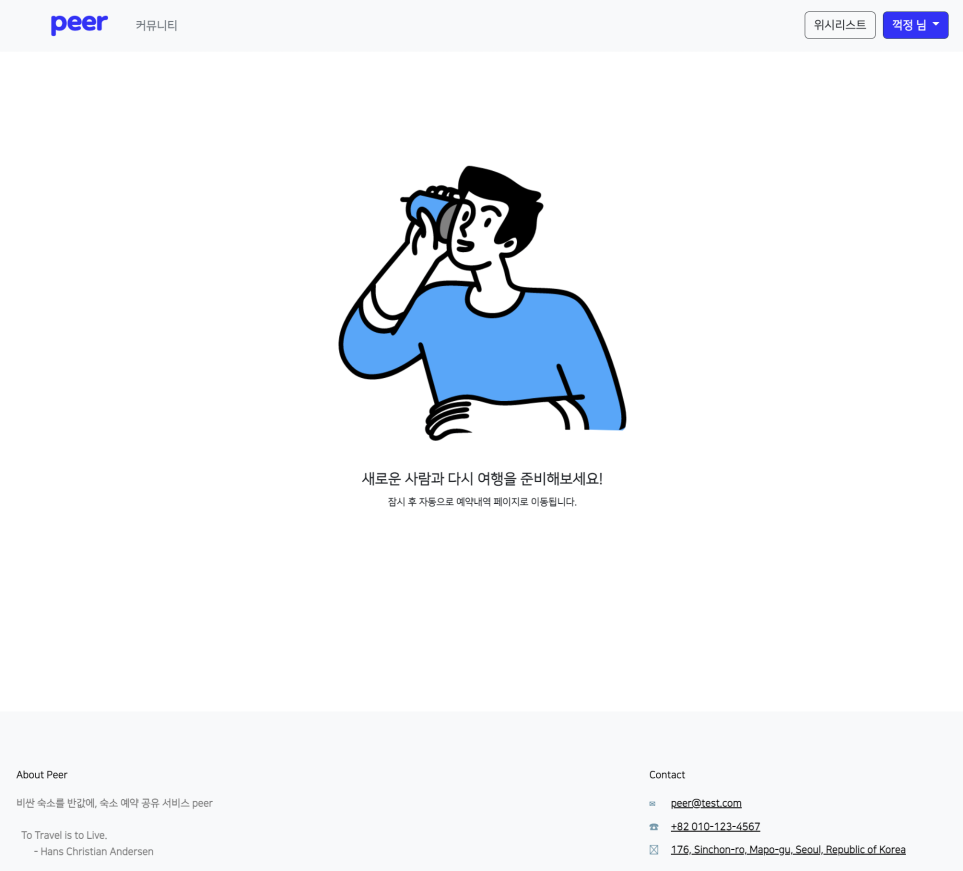 peer
커뮤니티
위시리스트
꺽정 님
새로운 사람과 다시 여행을 준비해보세요!
잠시 후 자동으로 예약내역 페이지로 이동됩니다.
About Peer
비싼 숙소를 반값에, 숙소 예약 공유 서비스 peer
To Travel is to Live.
- Hans Christian Andersen
Contact
peer@test.com
+82 010-123-4567
176, Sinchon-ro, Mapo-gu, Seoul, Republic of Korea